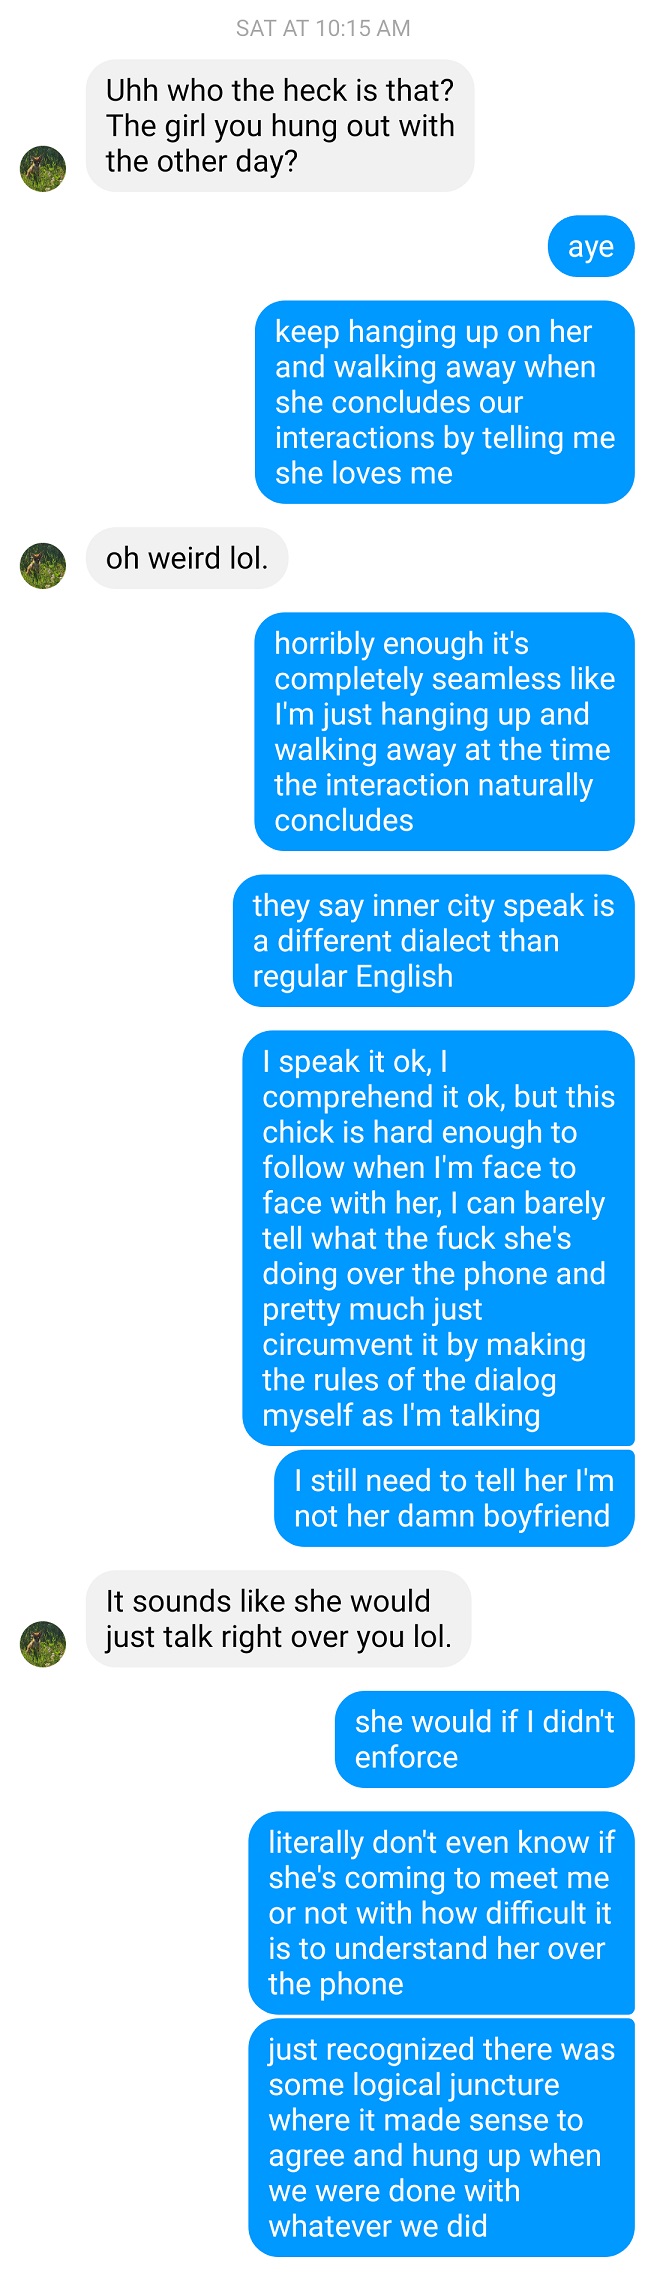 SAT AT 10:15 AM
Uhh who the heck is that?
The girl you hung out with
the other day?
aye
keep hanging up on her
and walking away when
she concludes our
interactions by telling me
she loves me
oh weird lol.
horribly enough it's
completely seamless like
I'm just hanging up and
walking away at the time
the interaction naturally
concludes
they say inner city speak is
a different dialect than
regular English
I speak it ok, I
comprehend it ok, but this
chick is hard enough to
follow when I'm face to
face with her, I can barely
tell what the fuck she's
doing over the phone and
pretty much just
circumvent it by making
the rules of the dialog
myself as I'm talking
I still need to tell her I'm
not her damn boyfriend
It sounds like she would
just talk right over you lol.
she would if I didn't
enforce
literally don't even know if
she's coming to meet me
or not with how difficult it
is to understand her over
the phone
just recognized there was
some logical juncture
where it made sense to
agree and hung up when
we were done with
whatever we did